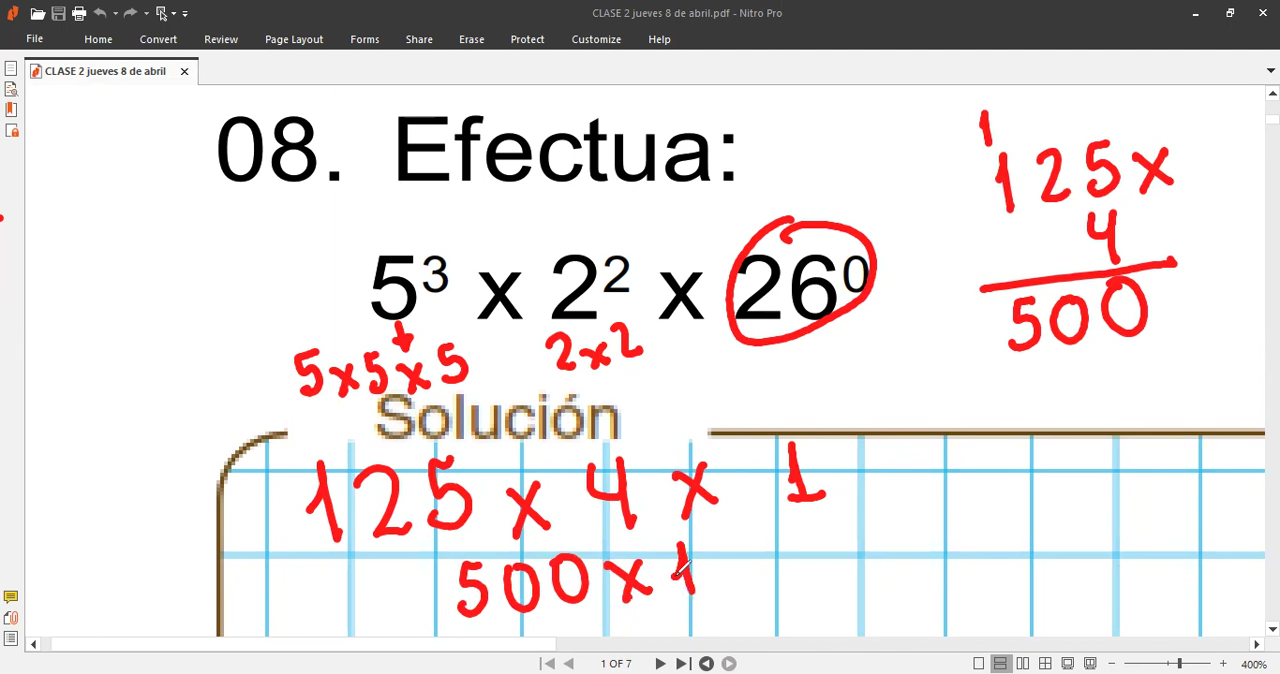 CLASE 2 jueves 8 de abril.pdf - Nitro Pro
File Home Convert Review Page Layout Forms Share Erase Protect Customize Help
CLASE 2 jueves 8 de abril
08. Efectua:
1
125x
4
500
5³ x 2² x 26⁰
5x5x5 2x2
Solución
125 x 4 x 1
500 x 1
1 OF 7
400%